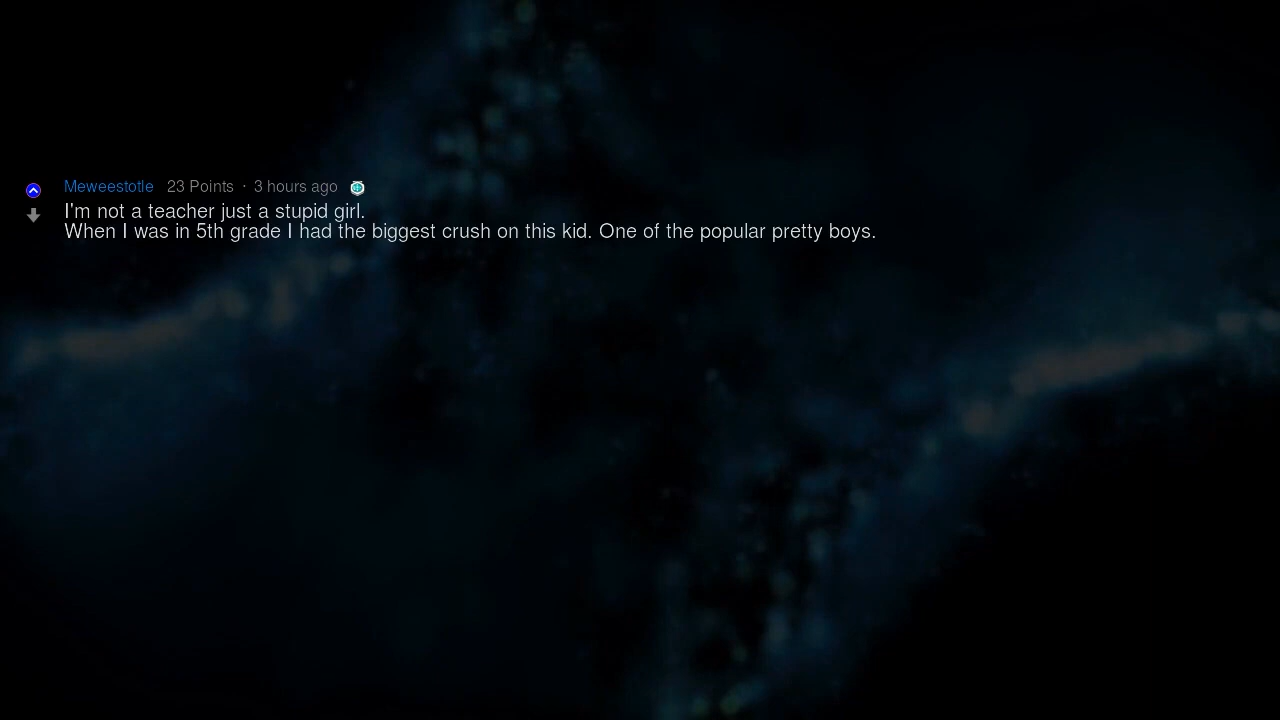 Meweestotle 23 Points · 3 hours ago
I'm not a teacher just a stupid girl.
When I was in 5th grade I had the biggest crush on this kid. One of the popular pretty boys.